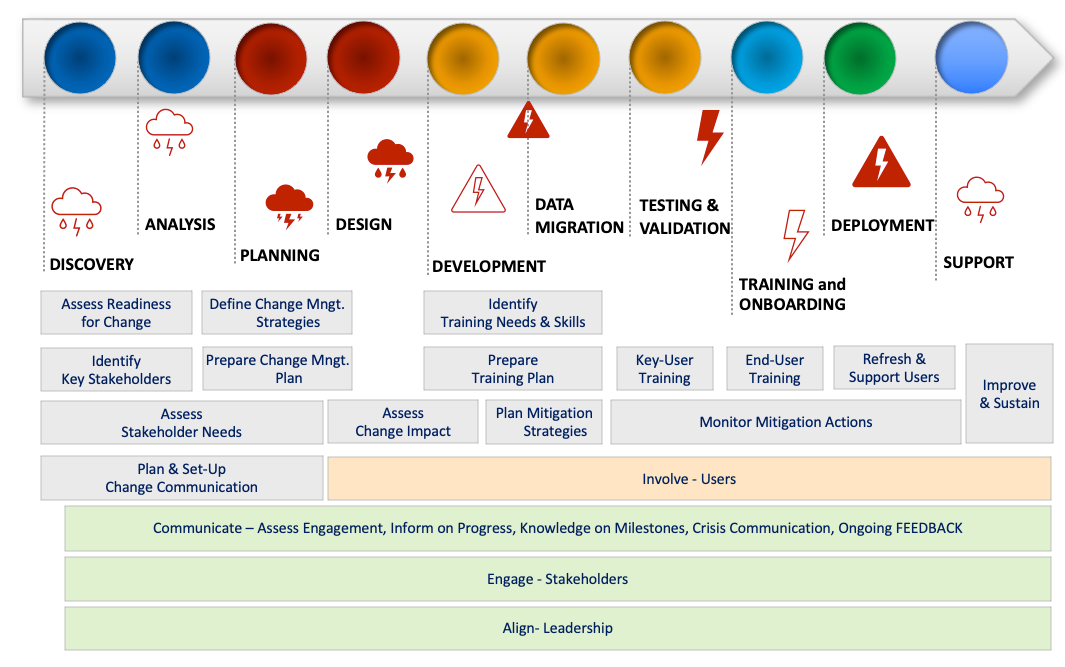 ANALYSIS
DISCOVERY
PLANNING
DESIGN
DEVELOPMENT
DATA
MIGRATION
TESTING &
VALIDATION
TRAINING and
ONBOARDING
DEPLOYMENT
SUPPORT
Assess Readiness
for Change
Define Change Mngt.
Strategies
Identify
Training Needs & Skills
Identify
Key Stakeholders
Prepare Change Mngt.
Plan
Prepare
Training Plan
Key-User
Training
End-User
Training
Refresh &
Support Users
Improve
& Sustain
Assess
Stakeholder Needs
Assess
Change Impact
Plan Mitigation
Strategies
Monitor Mitigation Actions
Plan & Set-Up
Change Communication
Involve - Users
Communicate – Assess Engagement, Inform on Progress, Knowledge on Milestones, Crisis Communication, Ongoing FEEDBACK
Engage - Stakeholders
Align- Leadership